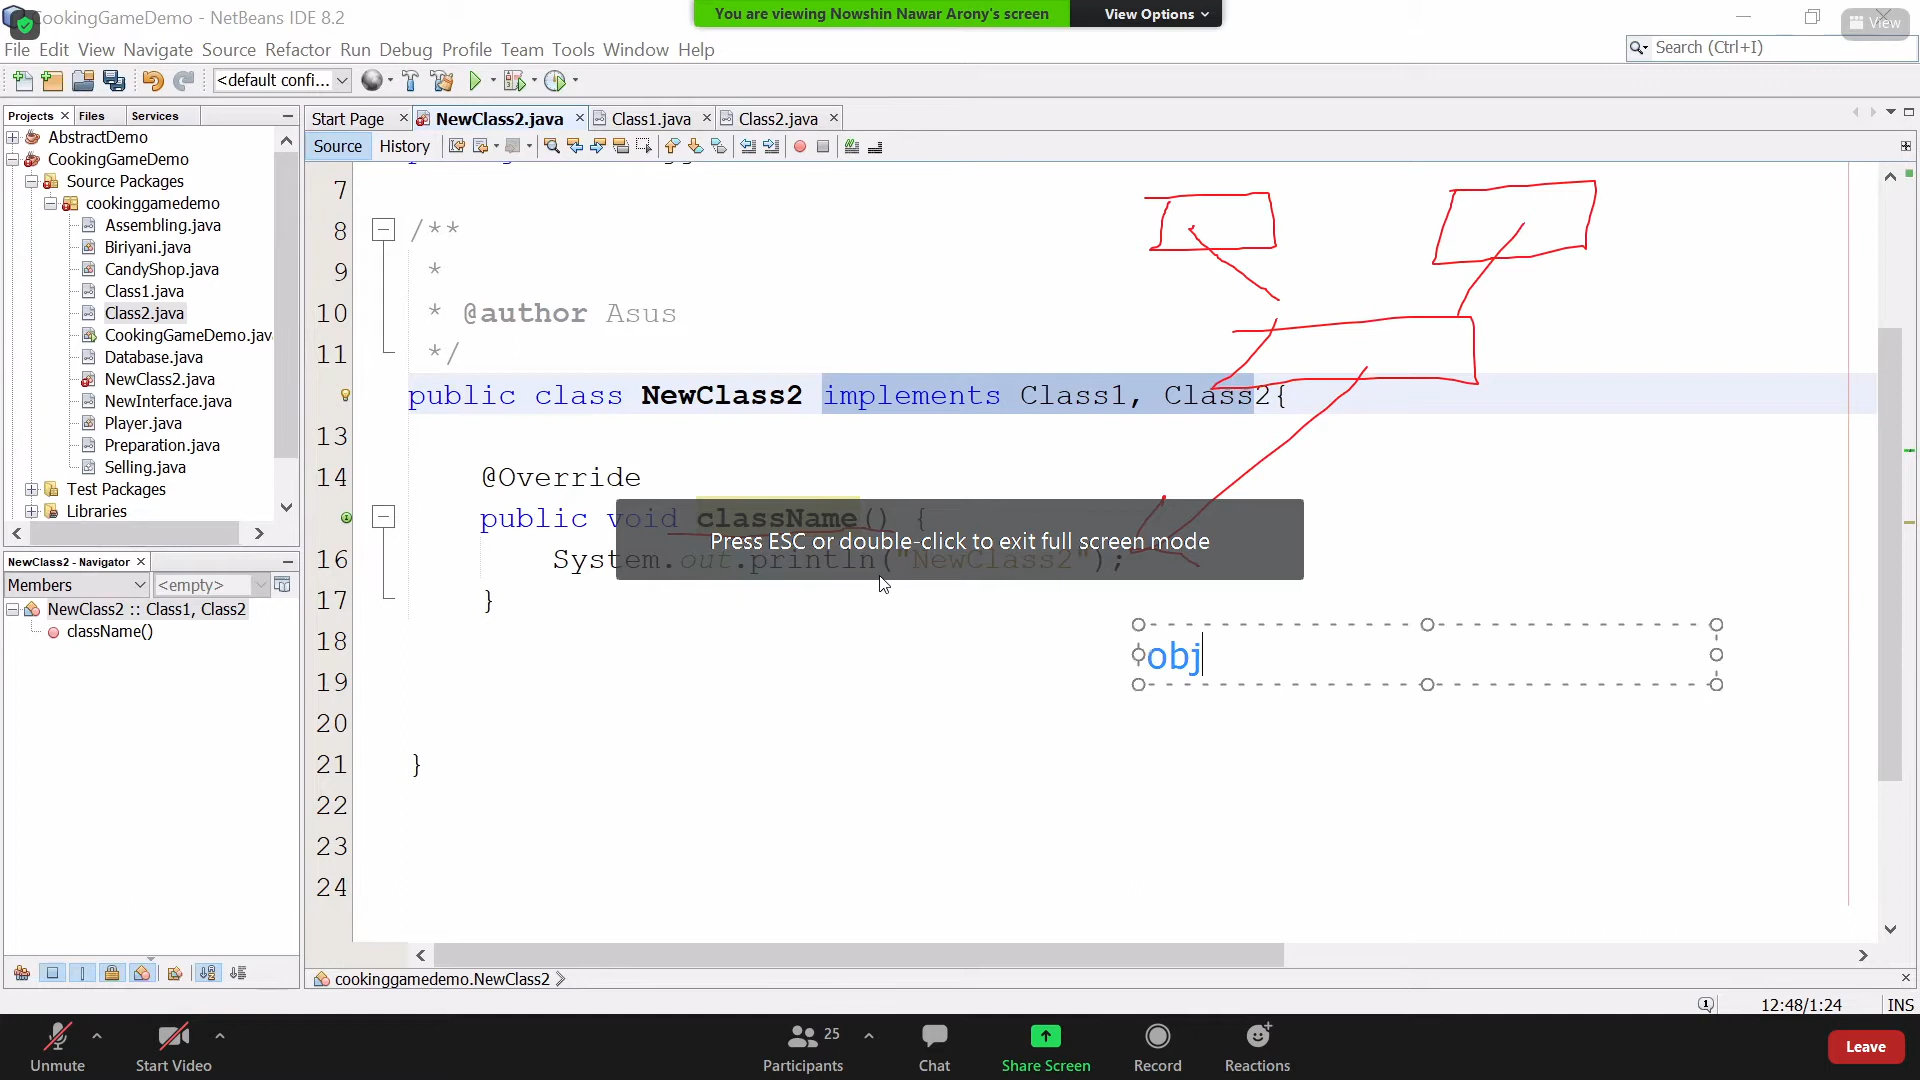 CookingGameDemo - NetBeans IDE 8.2
You are viewing Nowshin Nawar Arony's screen
View Options
View
File Edit View Navigate Source Refactor Run Debug Profile Team Tools Window Help
Search (Ctrl+I)
<default confi...
Projects Files Services
Start Page NewClass2.java Class1.java Class2.java
Source History
AbstractDemo
CookingGameDemo
Source Packages
cookinggamedemo
Assembling.java
Biriyani.java
CandyShop.java
Class1.java
Class2.java
CookingGameDemo.jav
Database.java
NewClass2.java
NewInterface.java
Player.java
Preparation.java
Selling.java
Test Packages
Libraries
NewClass2 - Navigator
Members <empty>
NewClass2 :: Class1, Class2
className()
7
8 /**
9 *
10 * @author Asus
11 */
public class NewClass2 implements Class1, Class2{
13
14 @Override
public void className() {
Press ESC or double-click to exit full screen mode
16 System.out.println("NewClass2");
17 }
18
obj
19
20
21 }
22
23
24
cookinggamedemo.NewClass2
1 12:48/1:24 INS
Unmute Start Video Participants 25 Chat Share Screen Record Reactions Leave